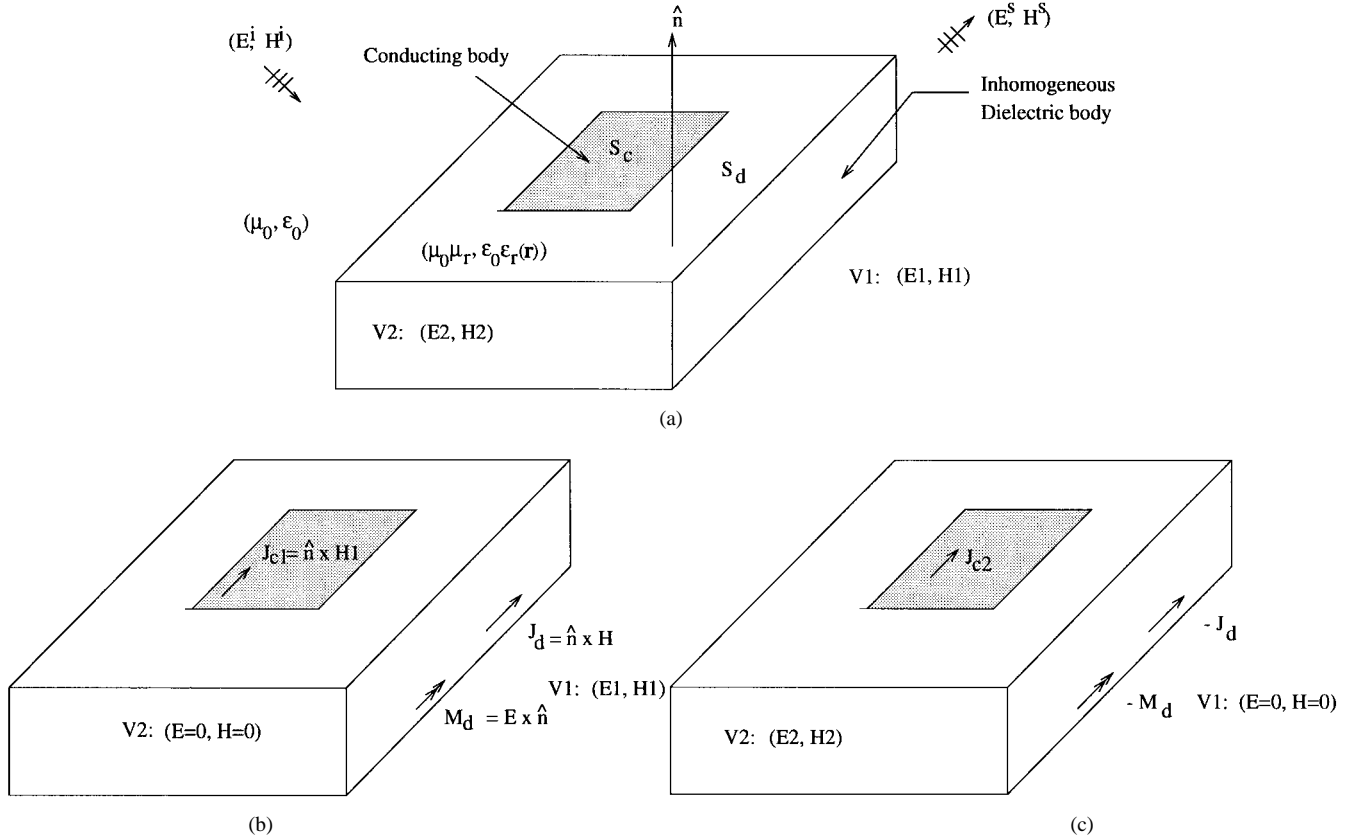 (E^i, H^i)
n̂
(E^s, H^s)
Conducting body
Inhomogeneous
Dielectric body
S_c
S_d
(μ_0, ε_0)
(μ_0μ_r, ε_0ε_r(r))
V1: (E1, H1)
V2: (E2, H2)
(a)
J_c1 = n̂ x H1
J_c2
J_d = n̂ x H
- J_d
V1: (E1, H1)
M_d = E x n̂
- M_d
V1: (E=0, H=0)
V2: (E=0, H=0)
V2: (E2, H2)
(b)
(c)